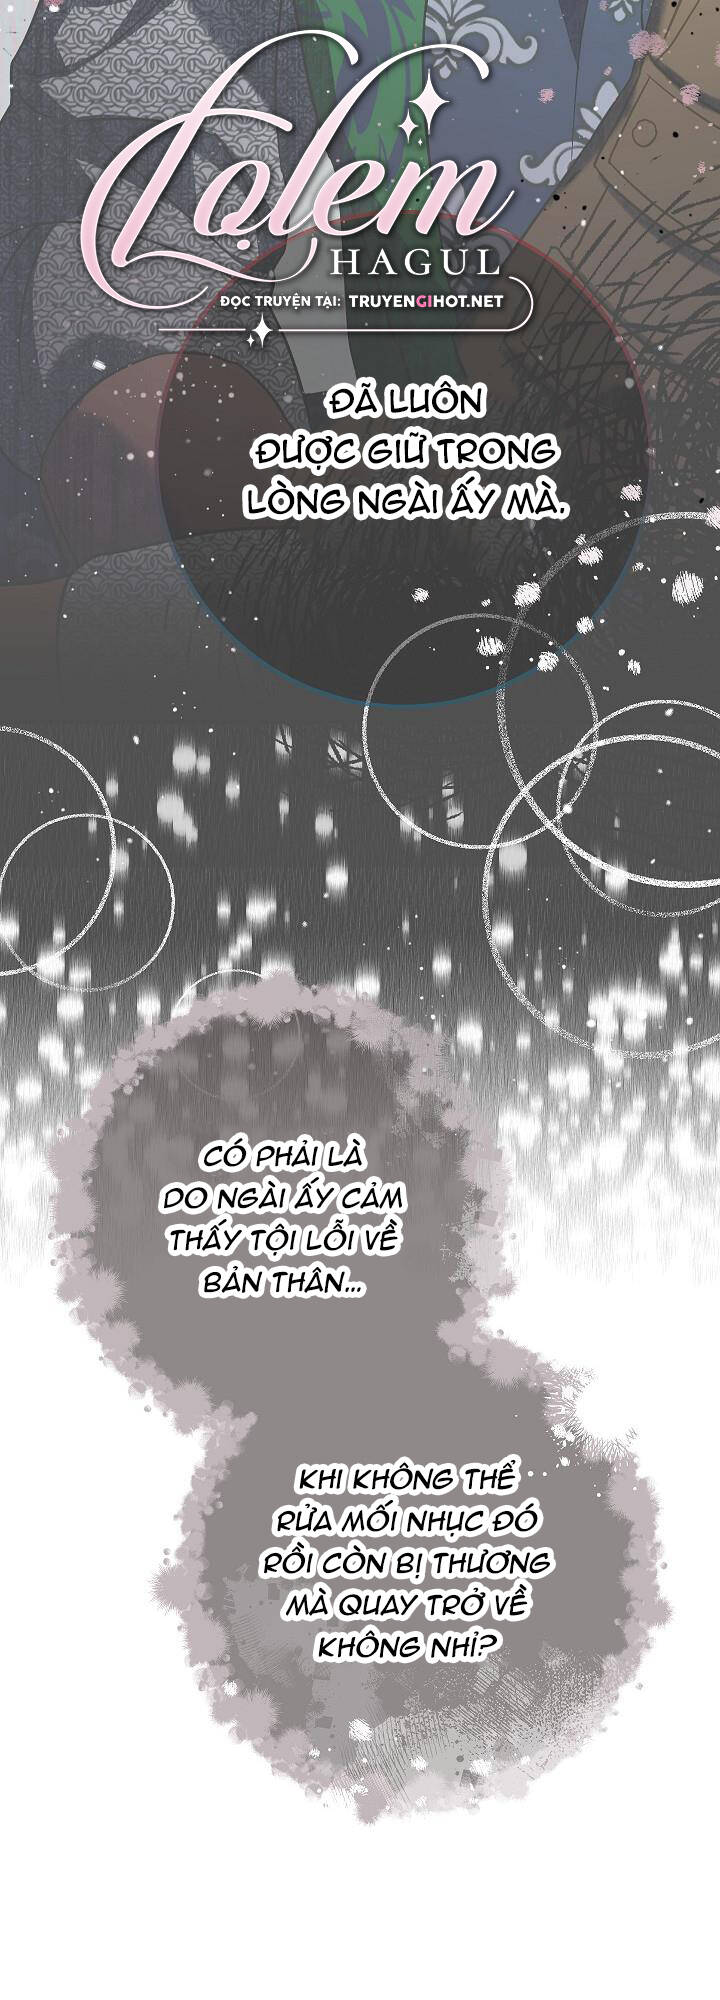 Lọlem
HAGUL
ĐỌC TRUYỆN TẠI: TRUYENGIHOT.NET
ĐÃ LUÔN
ĐƯỢC GIỮ TRONG
LÒNG NGÀI ẤY MÀ.
CÓ PHẢI LÀ
DO NGÀI ẤY CẢM
THẤY TỘI LỖI VỀ
BẢN THÂN...
KHI KHÔNG THỂ
RỬA MỐI NHỤC ĐÓ
RỒI CÒN BỊ THƯƠNG
MÀ QUAY TRỞ VỀ
KHÔNG NHỈ?